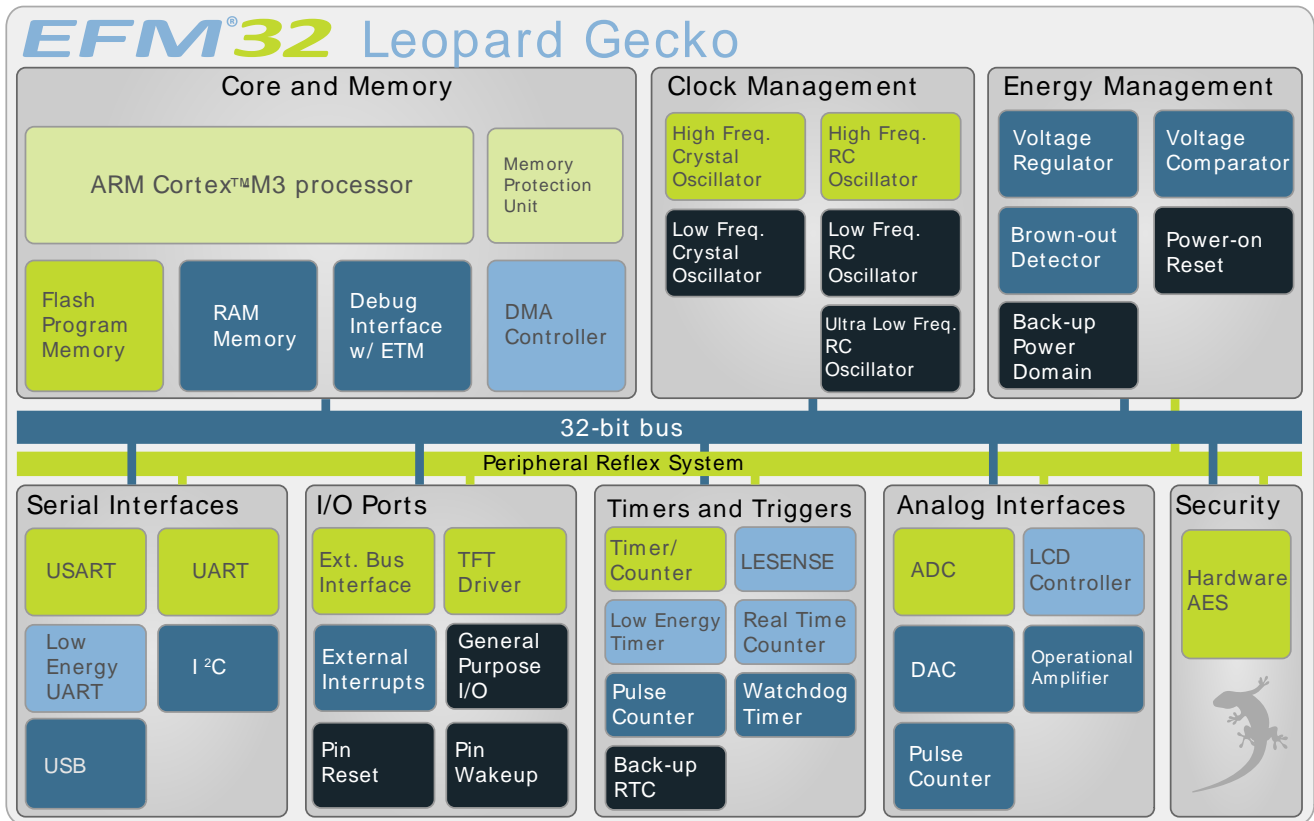 EFM®32 Leopard Gecko
Core and Memory
ARM Cortex™M3 processor
Memory
Protection
Unit
Flash
Program
Memory
RAM
Memory
Debug
Interface
w/ ETM
DMA
Controller
Clock Management
High Freq.
Crystal
Oscillator
High Freq.
RC
Oscillator
Low Freq.
Crystal
Oscillator
Low Freq.
RC
Oscillator
Ultra Low Freq.
RC
Oscillator
Energy Management
Voltage
Regulator
Voltage
Comparator
Brown-out
Detector
Power-on
Reset
Back-up
Power
Domain
32-bit bus
Peripheral Reflex System
Serial Interfaces
USART
UART
Low
Energy
UART
I²C
USB
I/O Ports
Ext. Bus
Interface
TFT
Driver
External
Interrupts
General
Purpose
I/O
Pin
Reset
Pin
Wakeup
Timers and Triggers
Timer/
Counter
LESENSE
Low Energy
Timer
Real Time
Counter
Pulse
Counter
Watchdog
Timer
Back-up
RTC
Analog Interfaces
ADC
LCD
Controller
DAC
Operational
Amplifier
Pulse
Counter
Security
Hardware
AES